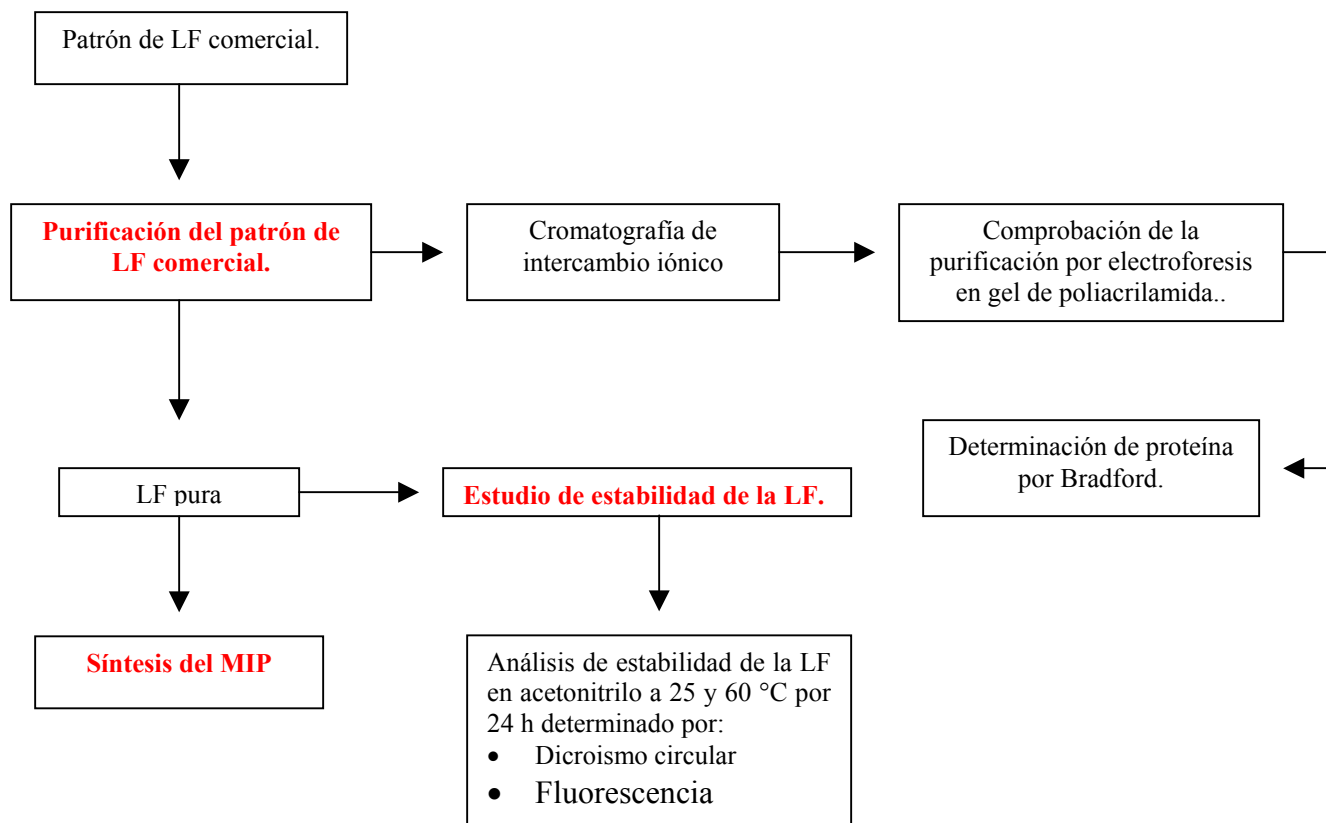 Patrón de LF comercial.
Purificación del patrón de
LF comercial.
Cromatografía de
intercambio iónico
Comprobación de la
purificación por electroforesis
en gel de poliacrilamida..
Determinación de proteína
por Bradford.
LF pura
Estudio de estabilidad de la LF.
Síntesis del MIP
Análisis de estabilidad de la LF
en acetonitrilo a 25 y 60 °C por
24 h determinado por:
• Dicroismo circular
• Fluorescencia